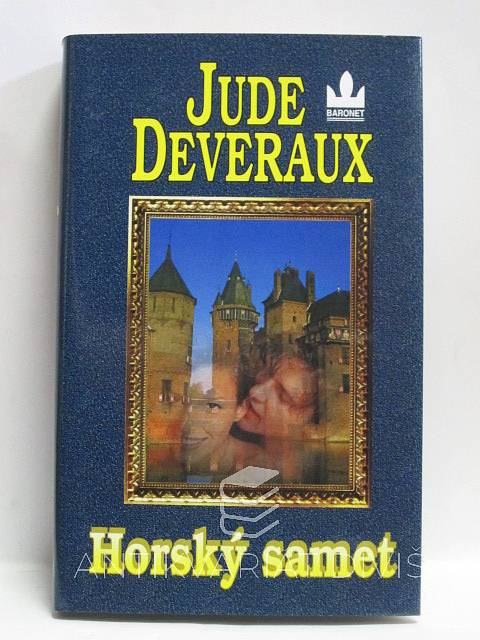 JUDE
BARONET
DEVERAUX
Horský samet